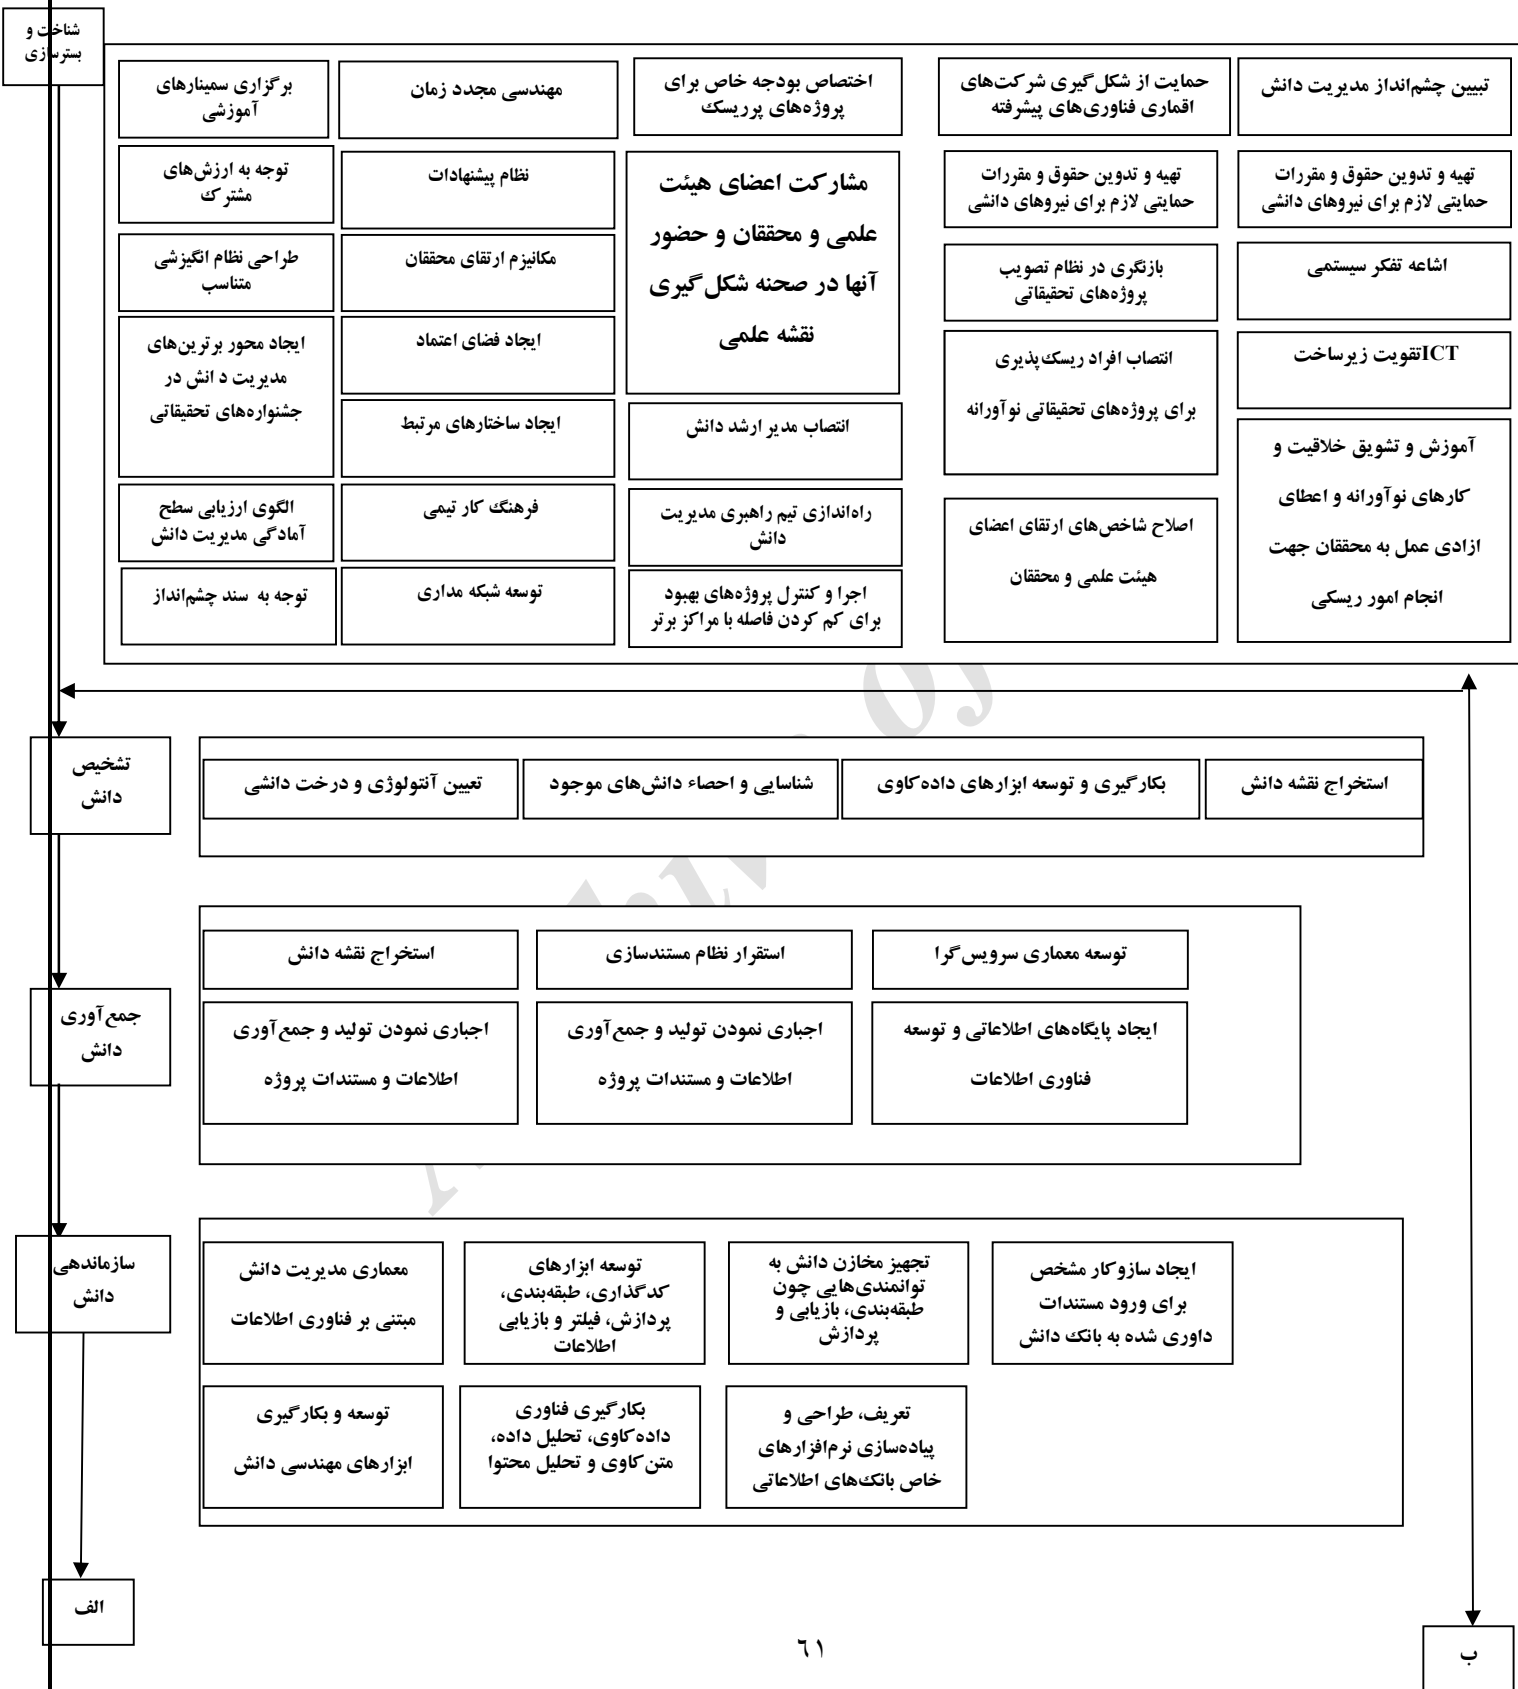 شناخت و
بسترسازی
تبیین چشم‌انداز مدیریت دانش
حمایت از شکل‌گیری شرکت‌های
اقماری فناوری‌های پیشرفته
اختصاص بودجه خاص برای
پروژه‌های پرریسک
مهندسی مجدد زمان
برگزاری سمینارهای
آموزشی
تهیه و تدوین حقوق و مقررات
حمایتی لازم برای نیروهای دانشی
تهیه و تدوین حقوق و مقررات
حمایتی لازم برای نیروهای دانشی
مشارکت اعضای هیئت
علمی و محققان و حضور
آنها در صحنه شکل‌گیری
نقشه علمی
نظام پیشنهادات
توجه به ارزش‌های
مشترک
اشاعه تفکر سیستمی
بازنگری در نظام تصویب
پروژه‌های تحقیقاتی
مکانیزم ارتقای محققان
طراحی نظام انگیزشی
متناسب
ICTتقویت زیرساخت
انتصاب افراد ریسک‌پذیری
برای پروژه‌های تحقیقاتی نوآورانه
ایجاد فضای اعتماد
ایجاد محور برترین‌های
مدیریت د انش در
جشنواره‌های تحقیقاتی
آموزش و تشویق خلاقیت و
کارهای نوآورانه و اعطای
ازادی عمل به محققان جهت
انجام امور ریسکی
انتصاب مدیر ارشد دانش
ایجاد ساختارهای مرتبط
اصلاح شاخص‌های ارتقای اعضای
هیئت علمی و محققان
راه‌اندازی تیم راهبری مدیریت
دانش
فرهنگ کار تیمی
الگوی ارزیابی سطح
آمادگی مدیریت دانش
اجرا و کنترل پروژه‌های بهبود
برای کم کردن فاصله با مراکز برتر
توسعه شبکه مداری
توجه به سند چشم‌انداز
تشخیص
دانش
استخراج نقشه دانش
بکارگیری و توسعه ابزارهای داده‌کاوی
شناسایی و احصاء دانش‌های موجود
تعیین آنتولوژی و درخت دانشی
جمع‌آوری
دانش
توسعه معماری سرویس‌گرا
استقرار نظام مستندسازی
استخراج نقشه دانش
ایجاد پایگاه‌های اطلاعاتی و توسعه
فناوری اطلاعات
اجباری نمودن تولید و جمع‌آوری
اطلاعات و مستندات پروژه
اجباری نمودن تولید و جمع‌آوری
اطلاعات و مستندات پروژه
سازماندهی
دانش
ایجاد سازوکار مشخص
برای ورود مستندات
داوری شده به بانک دانش
تجهیز مخازن دانش به
توانمندی‌هایی چون
طبقه‌بندی، بازیابی و
پردازش
توسعه ابزارهای
کدگذاری، طبقه‌بندی،
پردازش، فیلتر و بازیابی
اطلاعات
معماری مدیریت دانش
مبتنی بر فناوری اطلاعات
تعریف، طراحی و
پیاده‌سازی نرم‌افزارهای
خاص بانک‌های اطلاعاتی
بکارگیری فناوری
داده‌کاوی، تحلیل داده،
متن‌کاوی و تحلیل محتوا
توسعه و بکارگیری
ابزارهای مهندسی دانش
الف
ب
۶۱